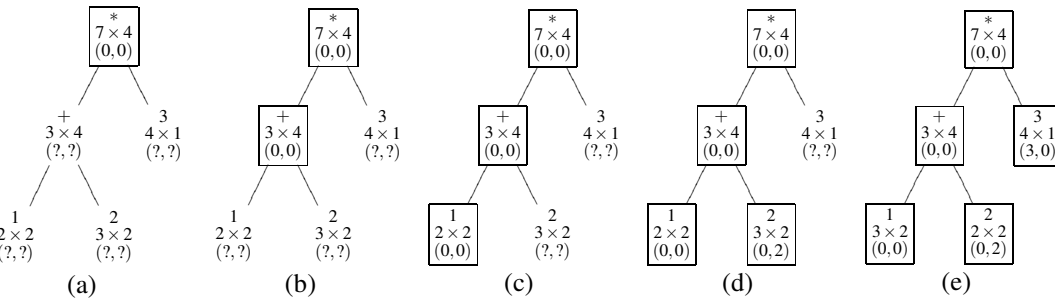 *
7 × 4
(0,0)
+
3 × 4
(?,?)
3
4 × 1
(?,?)
1
2 × 2
(?,?)
2
3 × 2
(?,?)
(a)
*
7 × 4
(0,0)
+
3 × 4
(0,0)
3
4 × 1
(?,?)
1
2 × 2
(?,?)
2
3 × 2
(?,?)
(b)
*
7 × 4
(0,0)
+
3 × 4
(0,0)
3
4 × 1
(?,?)
1
2 × 2
(0,0)
2
3 × 2
(?,?)
(c)
*
7 × 4
(0,0)
+
3 × 4
(0,0)
3
4 × 1
(?,?)
1
2 × 2
(0,0)
2
3 × 2
(0,2)
(d)
*
7 × 4
(0,0)
+
3 × 4
(0,0)
3
4 × 1
(3,0)
1
3 × 2
(0,0)
2
2 × 2
(0,2)
(e)